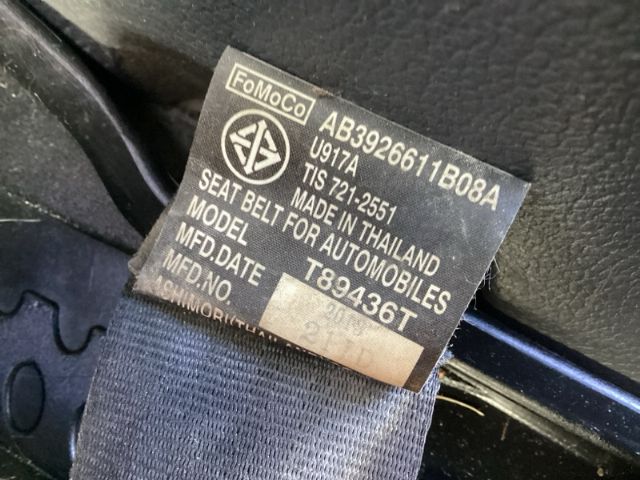 FoMoCo
AB3926611B08A
U917A
TIS 721-2551
MADE IN THAILAND
SEAT BELT FOR AUTOMOBILES
MODEL T89436T
MFD.DATE
MFD.NO.